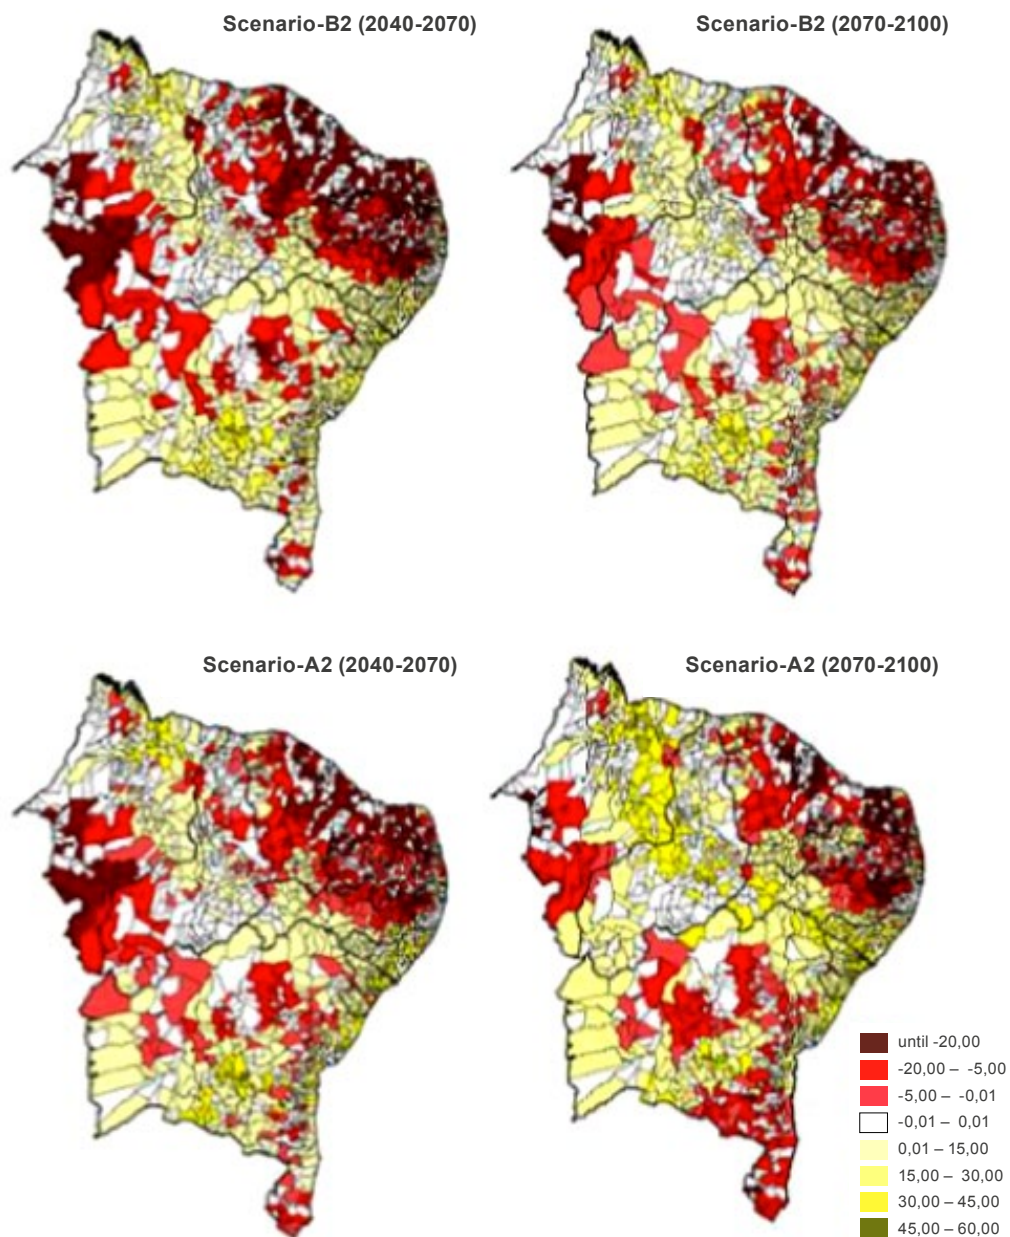 Scenario-B2 (2040-2070)
Scenario-B2 (2070-2100)
Scenario-A2 (2040-2070)
Scenario-A2 (2070-2100)
until -20,00
-20,00 – -5,00
-5,00 – -0,01
-0,01 – 0,01
0,01 – 15,00
15,00 – 30,00
30,00 – 45,00
45,00 – 60,00